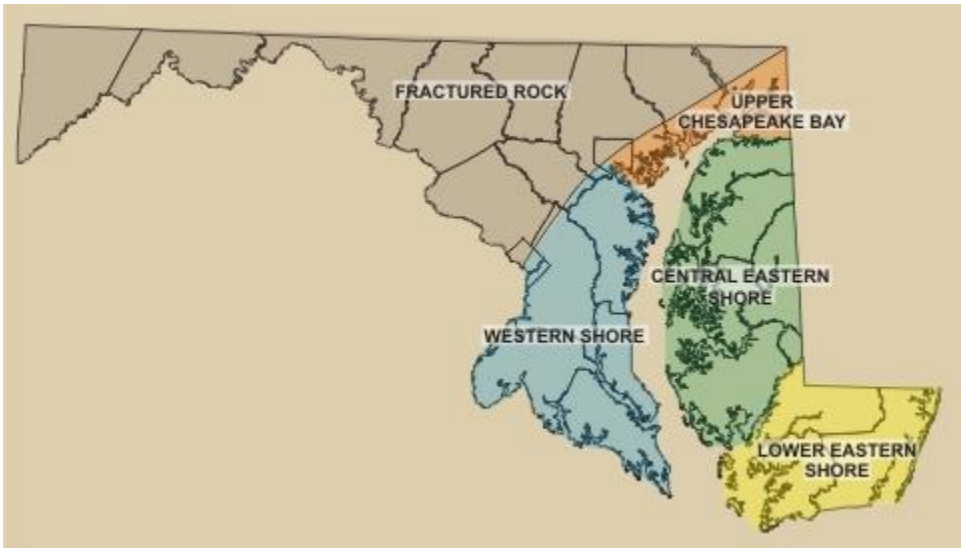 FRACTURED ROCK
UPPER
CHESAPEAKE BAY
CENTRAL EASTERN
SHORE
WESTERN SHORE
LOWER EASTERN
SHORE